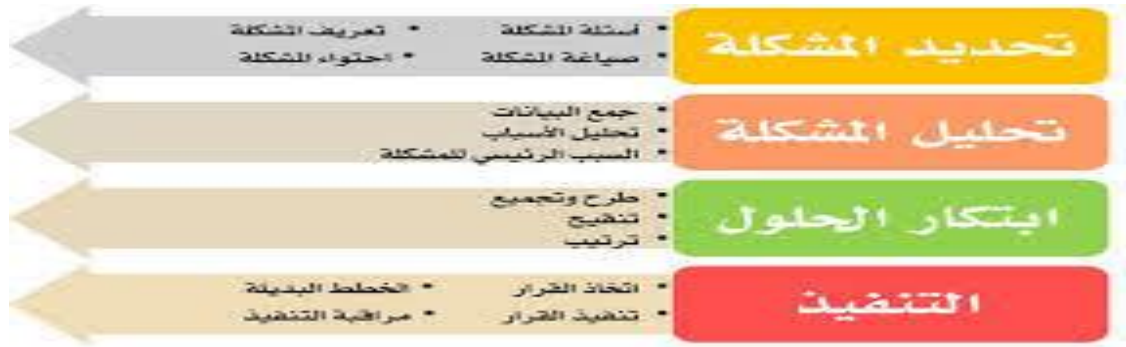 تحديد المشكلة
• أسئلة المشكلة • تعريف المشكلة
• صياغة المشكلة • احتواء المشكلة
تحليل المشكلة
• جمع البيانات
• تحليل الأسباب
• السبب الرئيسي للمشكلة
ابتكار الحلول
• طرح وتجميع
• تنقيح
• ترتيب
التنفيذ
• اتخاذ القرار • الخطط البديلة
• تنفيذ القرار • مراقبة التنفيذ